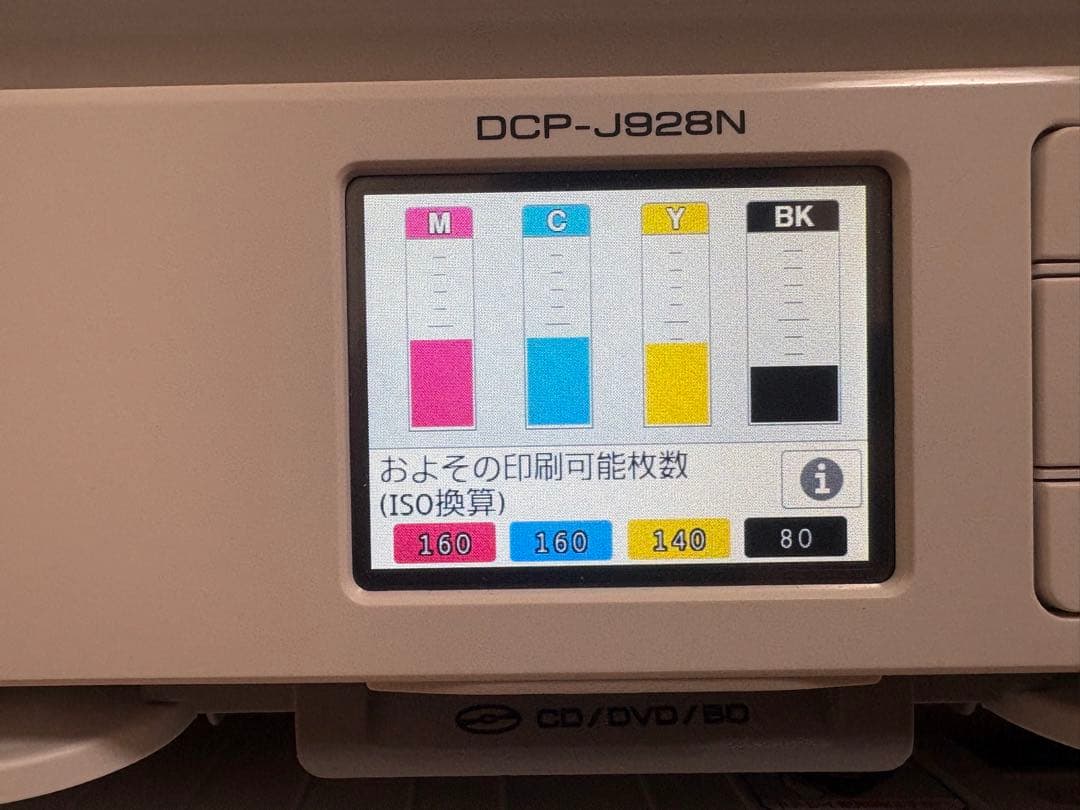 DCP-J928N
M C Y BK
およその印刷可能枚数
(ISO換算)
i
160 160 140 80
CD/DVD/BD